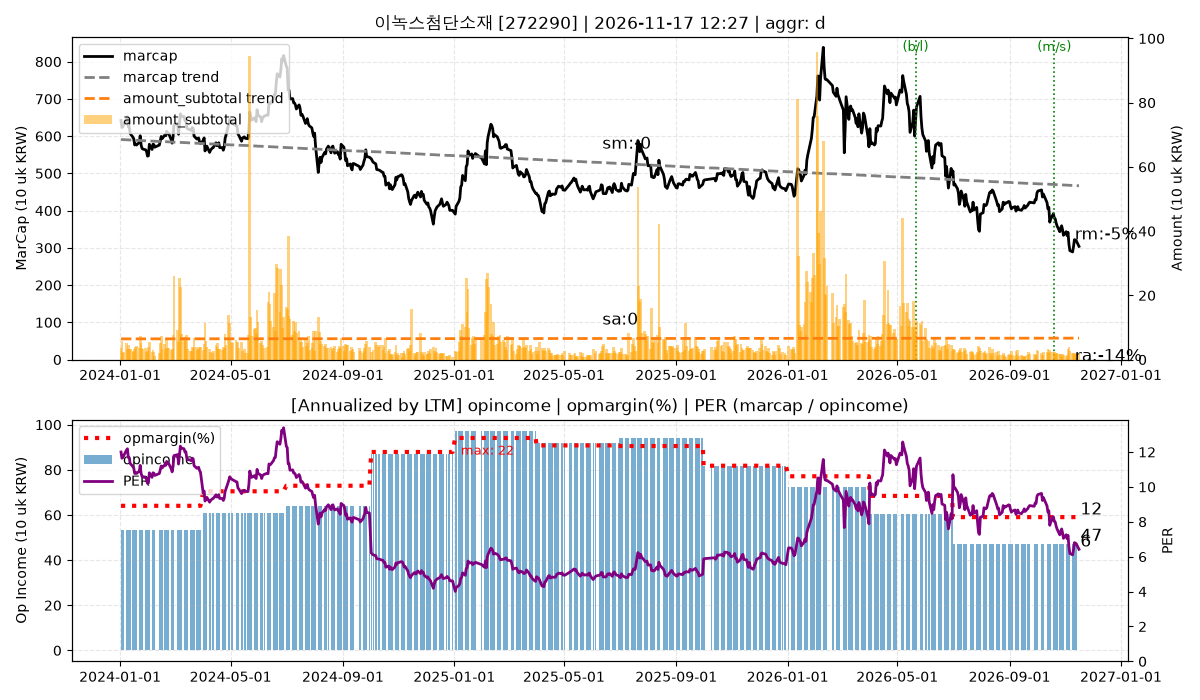 이녹스첨단소재 [272290] | 2026-11-17 12:27 | aggr: d
marcap
marcap trend
amount_subtotal trend
amount_subtotal
(b/l)
(m/s)
sm:-0
sa:0
rm:-5%
ra:-14%
MarCap (10 uk KRW)
0
100
200
300
400
500
600
700
800
Amount (10 uk KRW)
0
20
40
60
80
100
2024-01-01 2024-05-01 2024-09-01 2025-01-01 2025-05-01 2025-09-01 2026-01-01 2026-05-01 2026-09-01 2027-01-01
[Annualized by LTM] opincome | opmargin(%) | PER (marcap / opincome)
opmargin(%)
opincome
PER
max: 22
12
47
6
Op Income (10 uk KRW)
0
20
40
60
80
100
PER
0
2
4
6
8
10
12
2024-01-01 2024-05-01 2024-09-01 2025-01-01 2025-05-01 2025-09-01 2026-01-01 2026-05-01 2026-09-01 2027-01-01